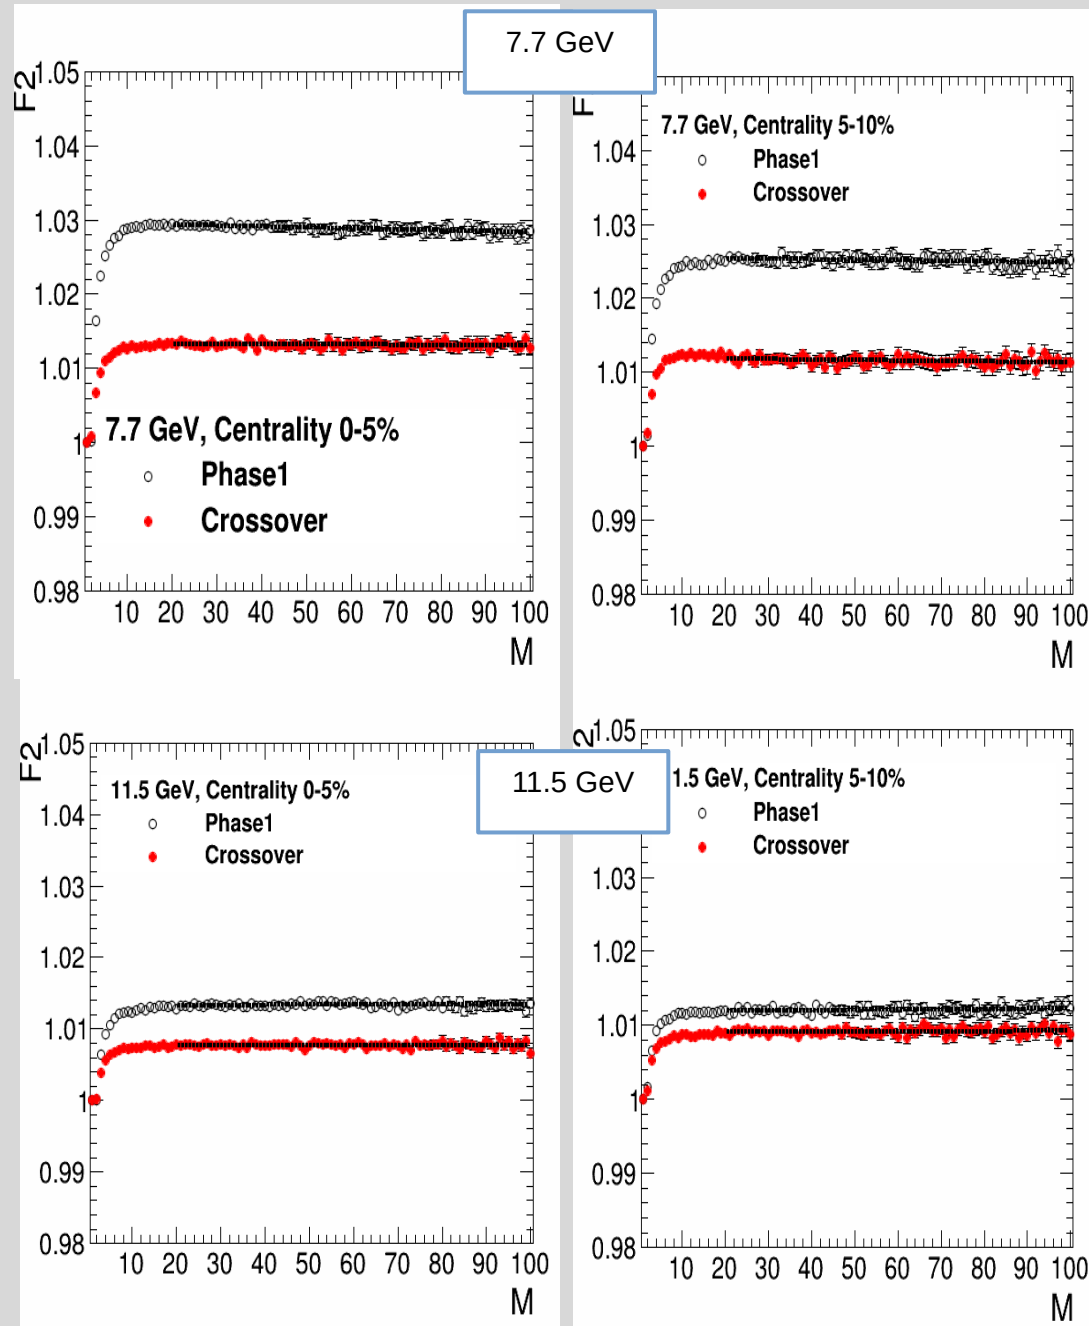 7.7 GeV
F2
1.05
1.04
1.03
1.02
1.01
1
0.99
0.98
7.7 GeV, Centrality 0-5%
Phase1
Crossover
10 20 30 40 50 60 70 80 90 100
M
F
1.04
1.03
1.02
1.01
1
0.99
0.98
7.7 GeV, Centrality 5-10%
Phase1
Crossover
10 20 30 40 50 60 70 80 90 100
M
11.5 GeV
F2
1.05
1.04
1.03
1.02
1.01
1
0.99
0.98
11.5 GeV, Centrality 0-5%
Phase1
Crossover
10 20 30 40 50 60 70 80 90 100
M
2
1.05
1.03
1.02
1.01
1
0.99
0.98
1.5 GeV, Centrality 5-10%
Phase1
Crossover
10 20 30 40 50 60 70 80 90 100
M